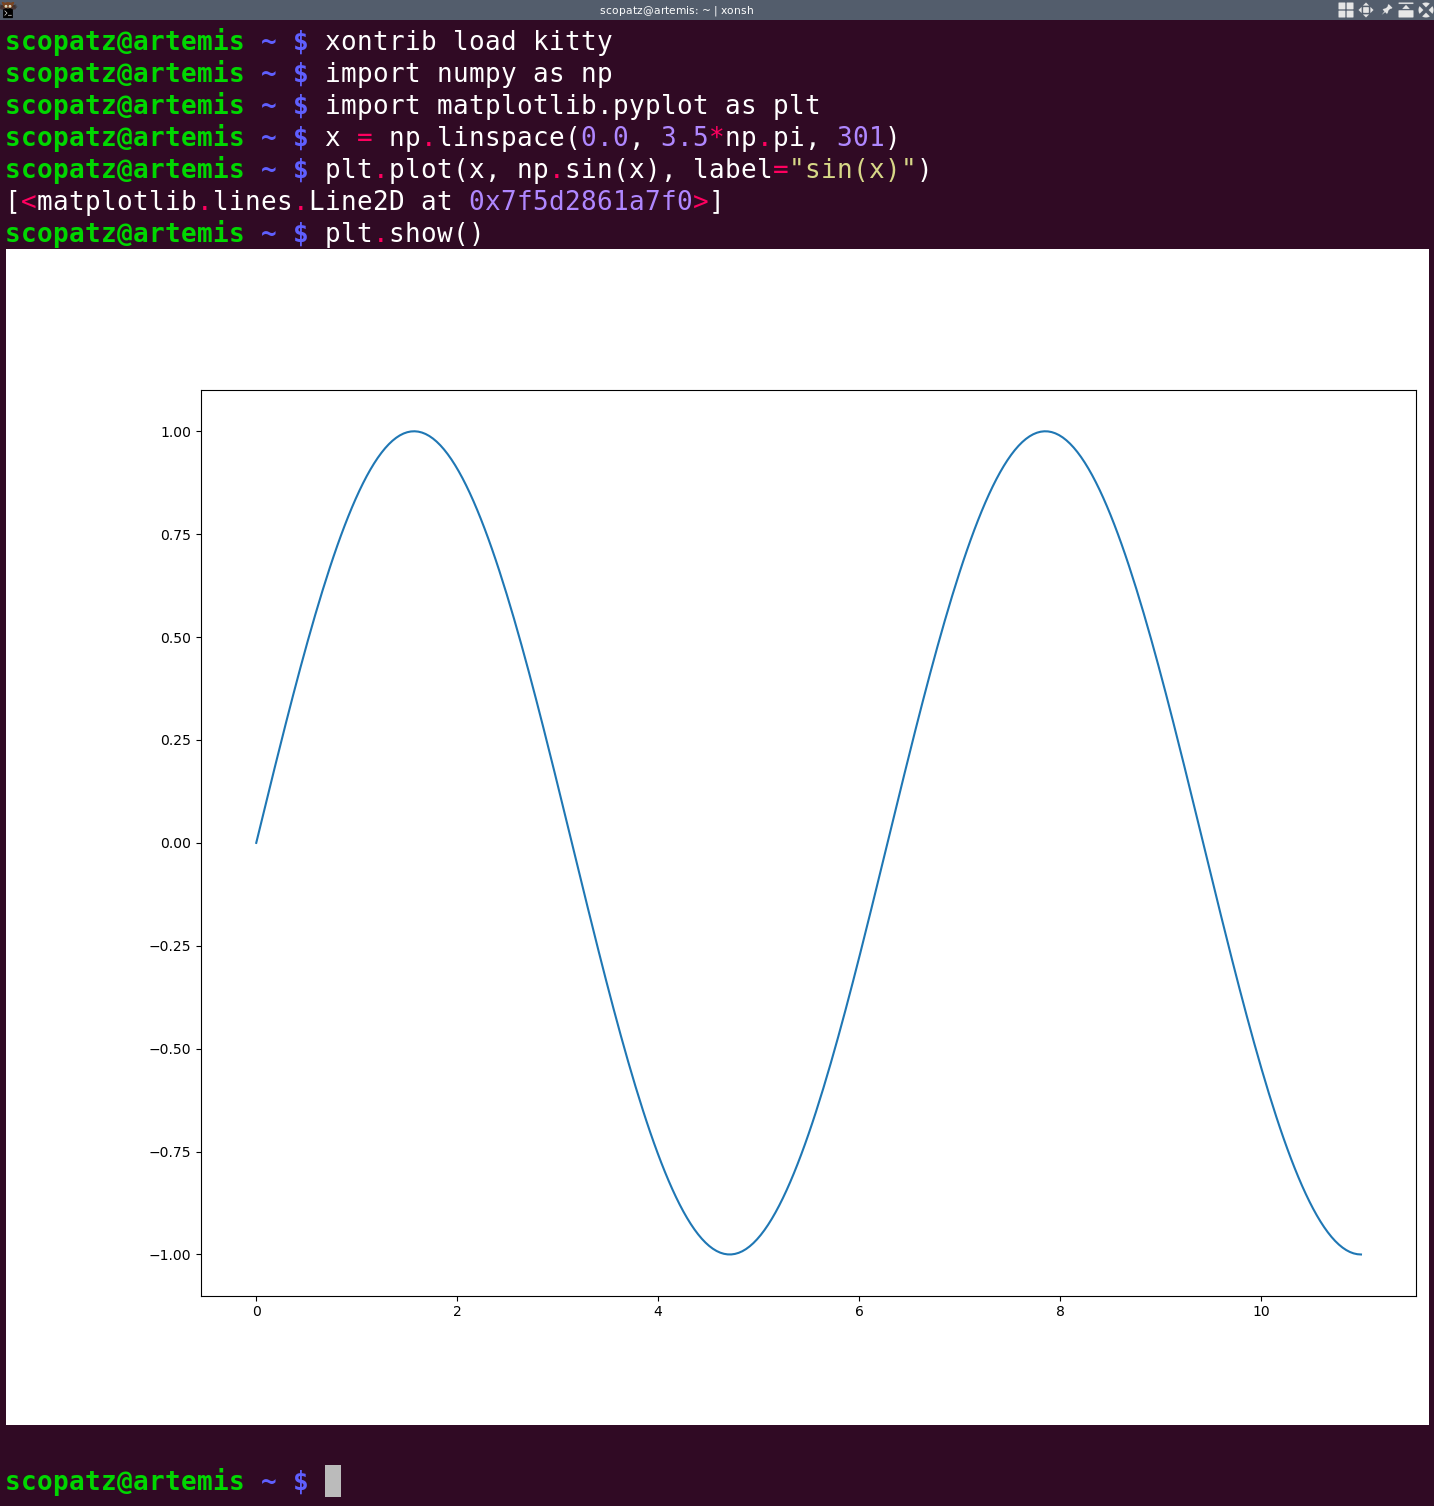 scopatz@artemis: ~ | xonsh
scopatz@artemis ~ $ xontrib load kitty
scopatz@artemis ~ $ import numpy as np
scopatz@artemis ~ $ import matplotlib.pyplot as plt
scopatz@artemis ~ $ x = np.linspace(0.0, 3.5*np.pi, 301)
scopatz@artemis ~ $ plt.plot(x, np.sin(x), label="sin(x)")
[<matplotlib.lines.Line2D at 0x7f5d2861a7f0>]
scopatz@artemis ~ $ plt.show()
1.00
0.75
0.50
0.25
0.00
−0.25
−0.50
−0.75
−1.00
0 2 4 6 8 10
scopatz@artemis ~ $